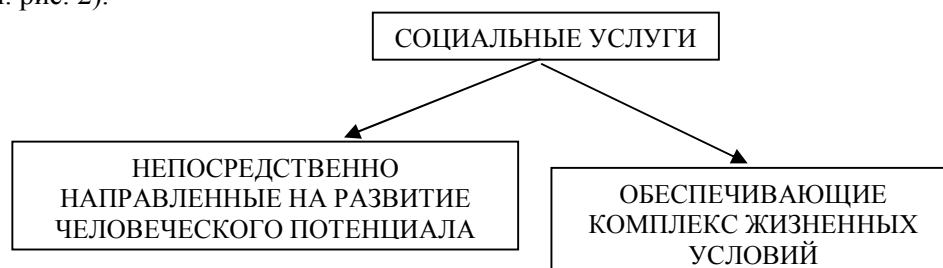 рис. 2).
СОЦИАЛЬНЫЕ УСЛУГИ
НЕПОСРЕДСТВЕННО
НАПРАВЛЕННЫЕ НА РАЗВИТИЕ
ЧЕЛОВЕЧЕСКОГО ПОТЕНЦИАЛА
ОБЕСПЕЧИВАЮЩИЕ
КОМПЛЕКС ЖИЗНЕННЫХ
УСЛОВИЙ